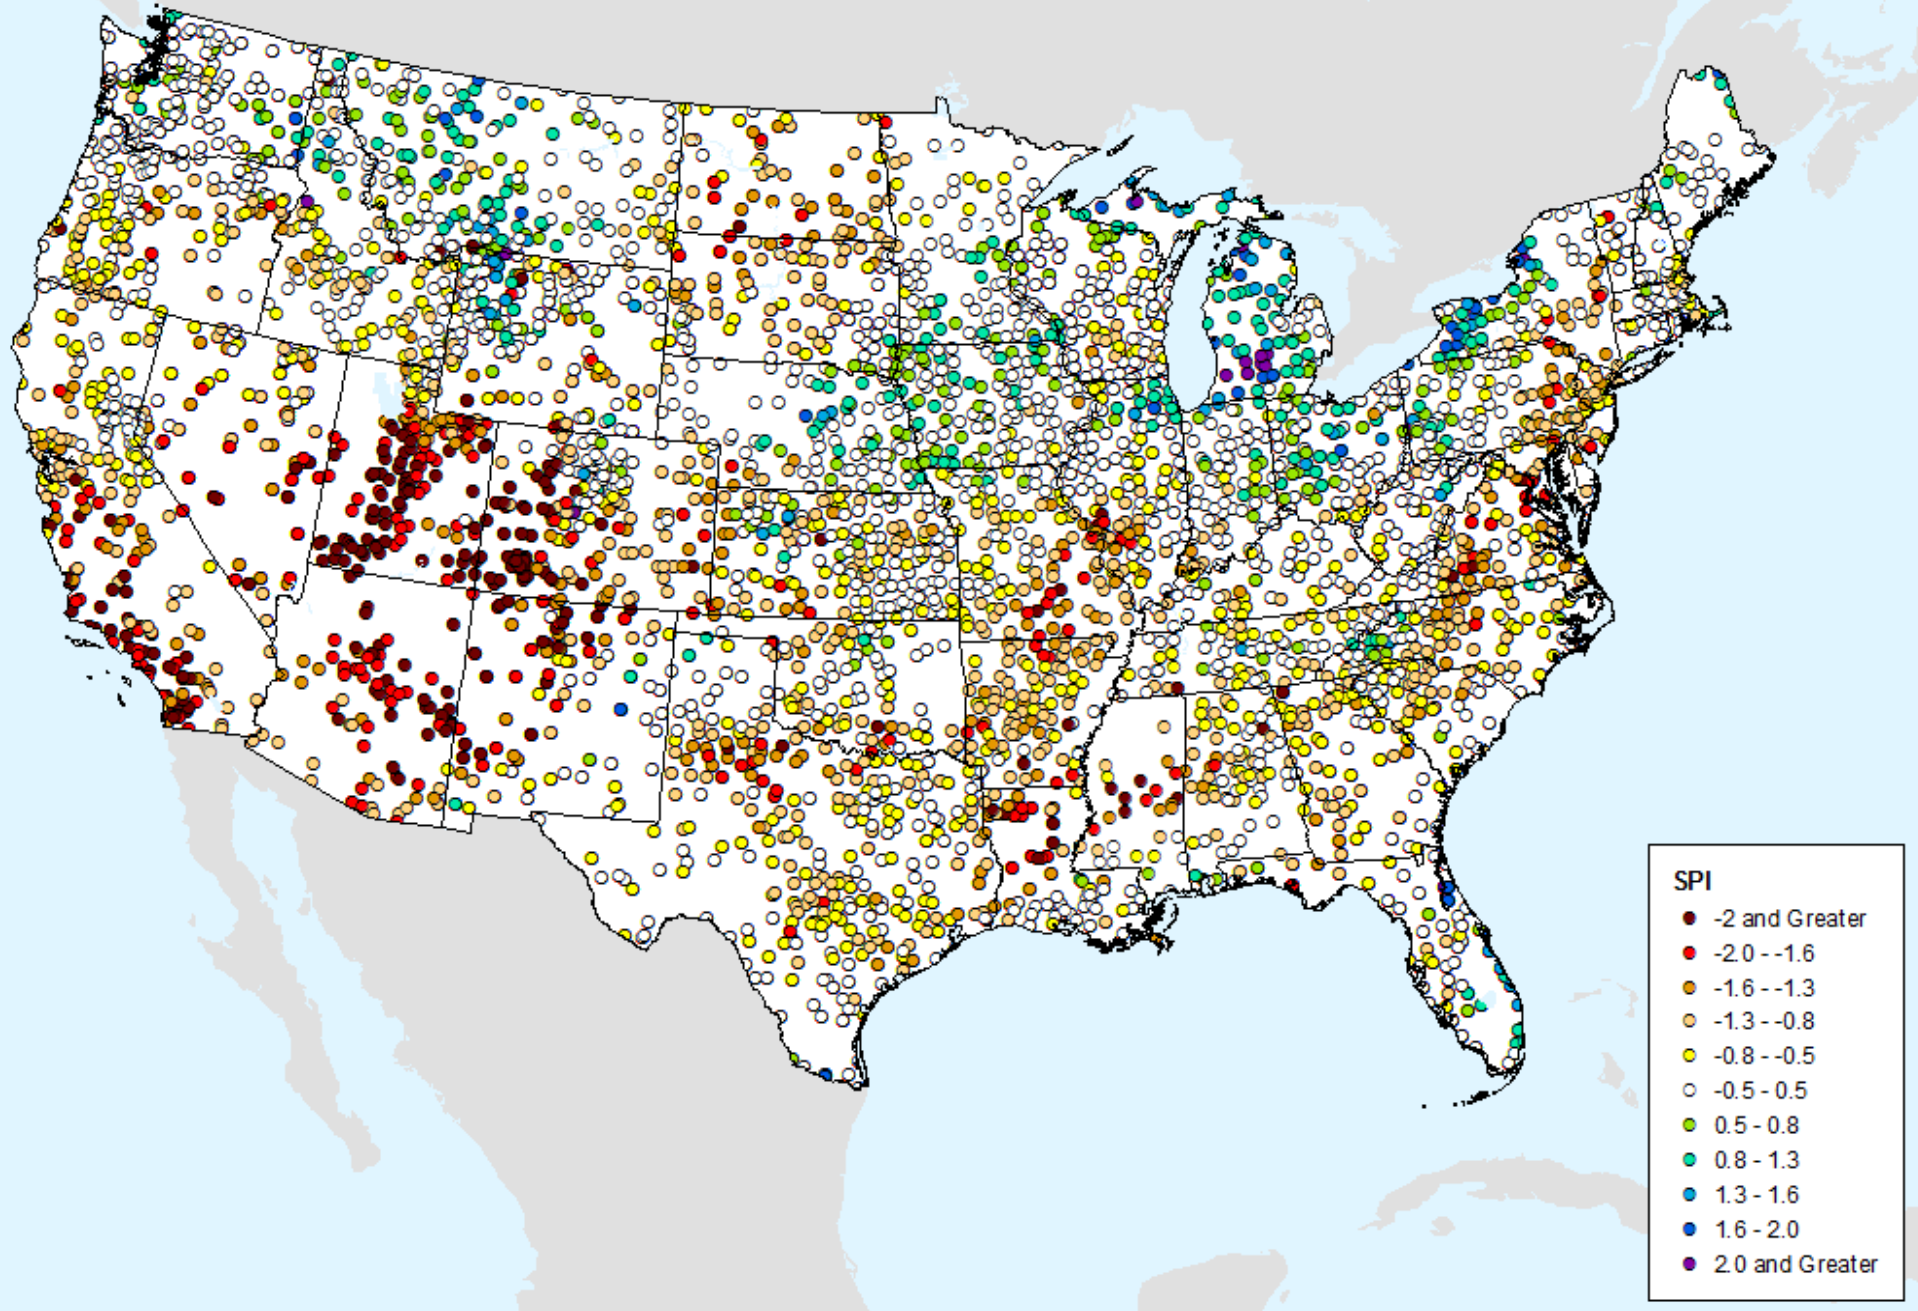 SPI
-2 and Greater
-2.0 - -1.6
-1.6 - -1.3
-1.3 - -0.8
-0.8 - -0.5
-0.5 - 0.5
0.5 - 0.8
0.8 - 1.3
1.3 - 1.6
1.6 - 2.0
2.0 and Greater